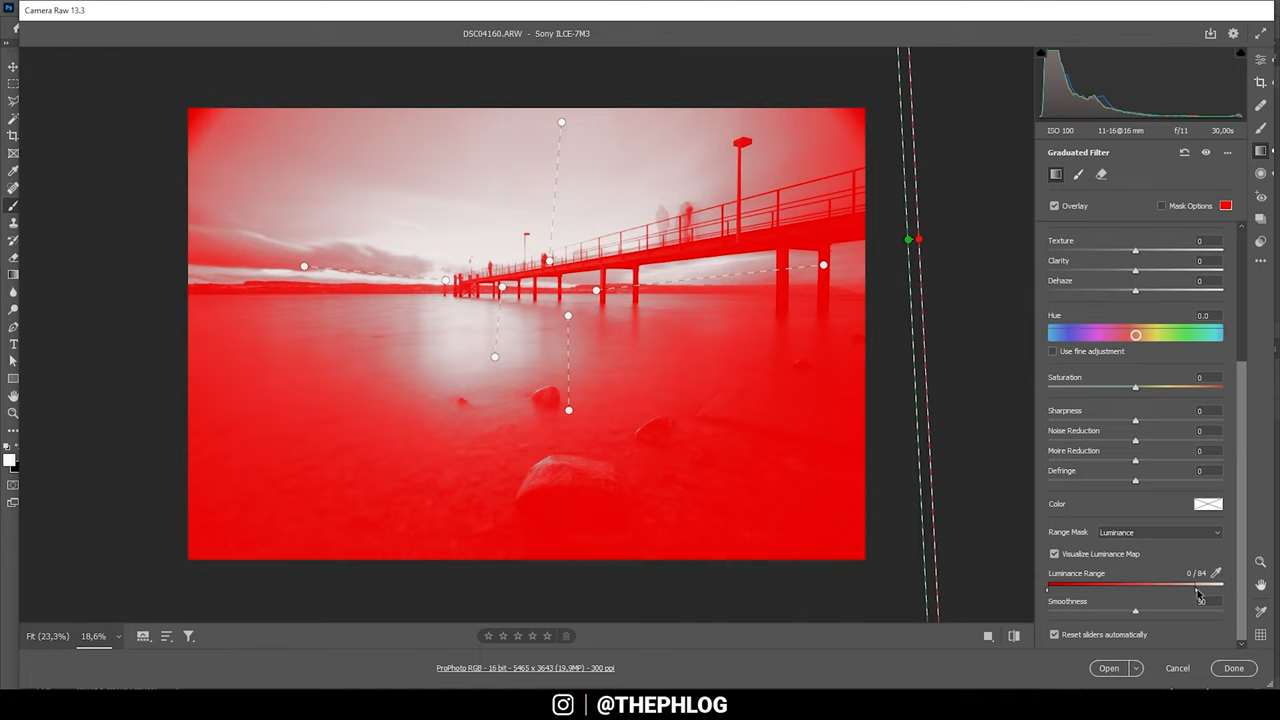 Camera Raw 13.3
DSC04160.ARW - Sony ILCE-7M3
ISO 100 11-16@16 mm f/11 30,00s
Graduated Filter
Overlay Mask Options
Texture 0
Clarity 0
Dehaze 0
Hue 0.0
Use fine adjustment
Saturation 0
Sharpness 0
Noise Reduction 0
Moire Reduction 0
Defringe 0
Color
Range Mask Luminance
Visualize Luminance Map
Luminance Range 0 / 84
Smoothness
Reset sliders automatically
Fit (23,3%) 18,6%
ProPhoto RGB - 16 bit - 5465 x 3643 (19,9MP) - 300 ppi
Open Cancel Done
@THEPHLOG